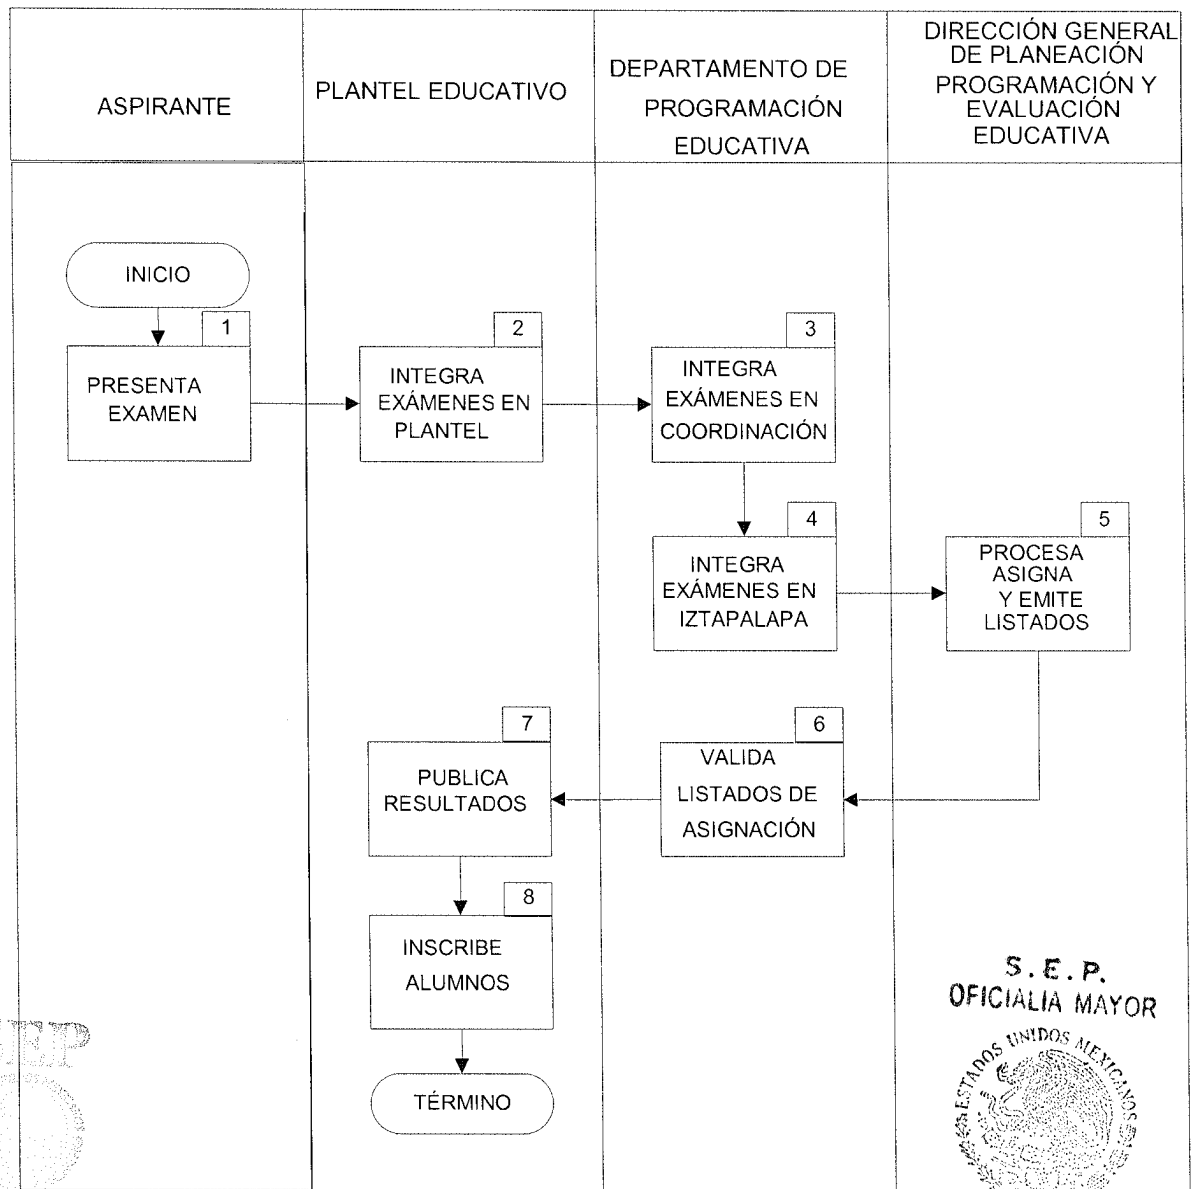 ASPIRANTE
PLANTEL EDUCATIVO
DEPARTAMENTO DE
PROGRAMACIÓN
EDUCATIVA
DIRECCIÓN GENERAL
DE PLANEACIÓN
PROGRAMACIÓN Y
EVALUACIÓN
EDUCATIVA
INICIO
1
PRESENTA
EXAMEN
2
INTEGRA
EXÁMENES EN
PLANTEL
3
INTEGRA
EXÁMENES EN
COORDINACIÓN
4
INTEGRA
EXÁMENES EN
IZTAPALAPA
5
PROCESA
ASIGNA
Y EMITE
LISTADOS
6
VALIDA
LISTADOS DE
ASIGNACIÓN
7
PUBLICA
RESULTADOS
8
INSCRIBE
ALUMNOS
TÉRMINO
S.E.P.
OFICIALIA MAYOR
ESTADOS UNIDOS MEXICANOS